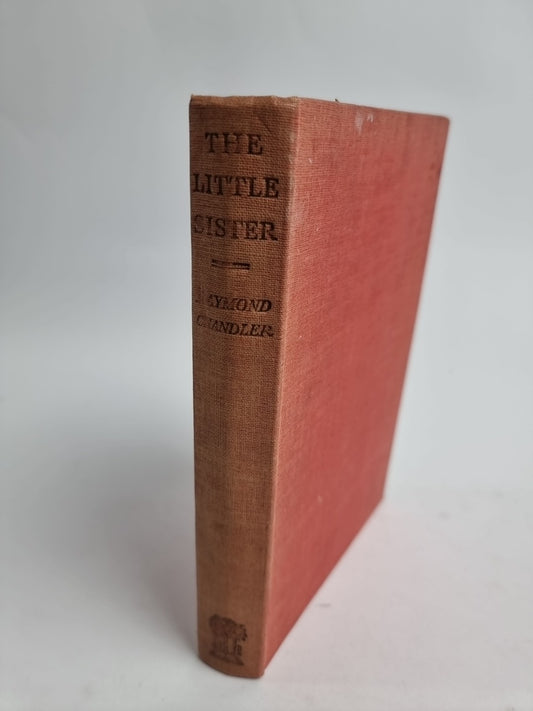 THE
LITTLE
SISTER
RAYMOND
CHANDLER